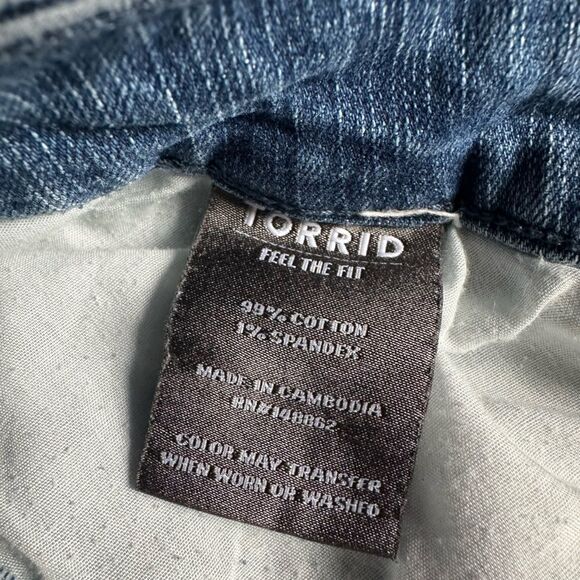 TORRID
FEEL THE FIT
99% COTTON
1% SPANDEX
MADE IN CAMBODIA
RN#148862
COLOR MAY TRANSFER
WHEN WORN OR WASHED